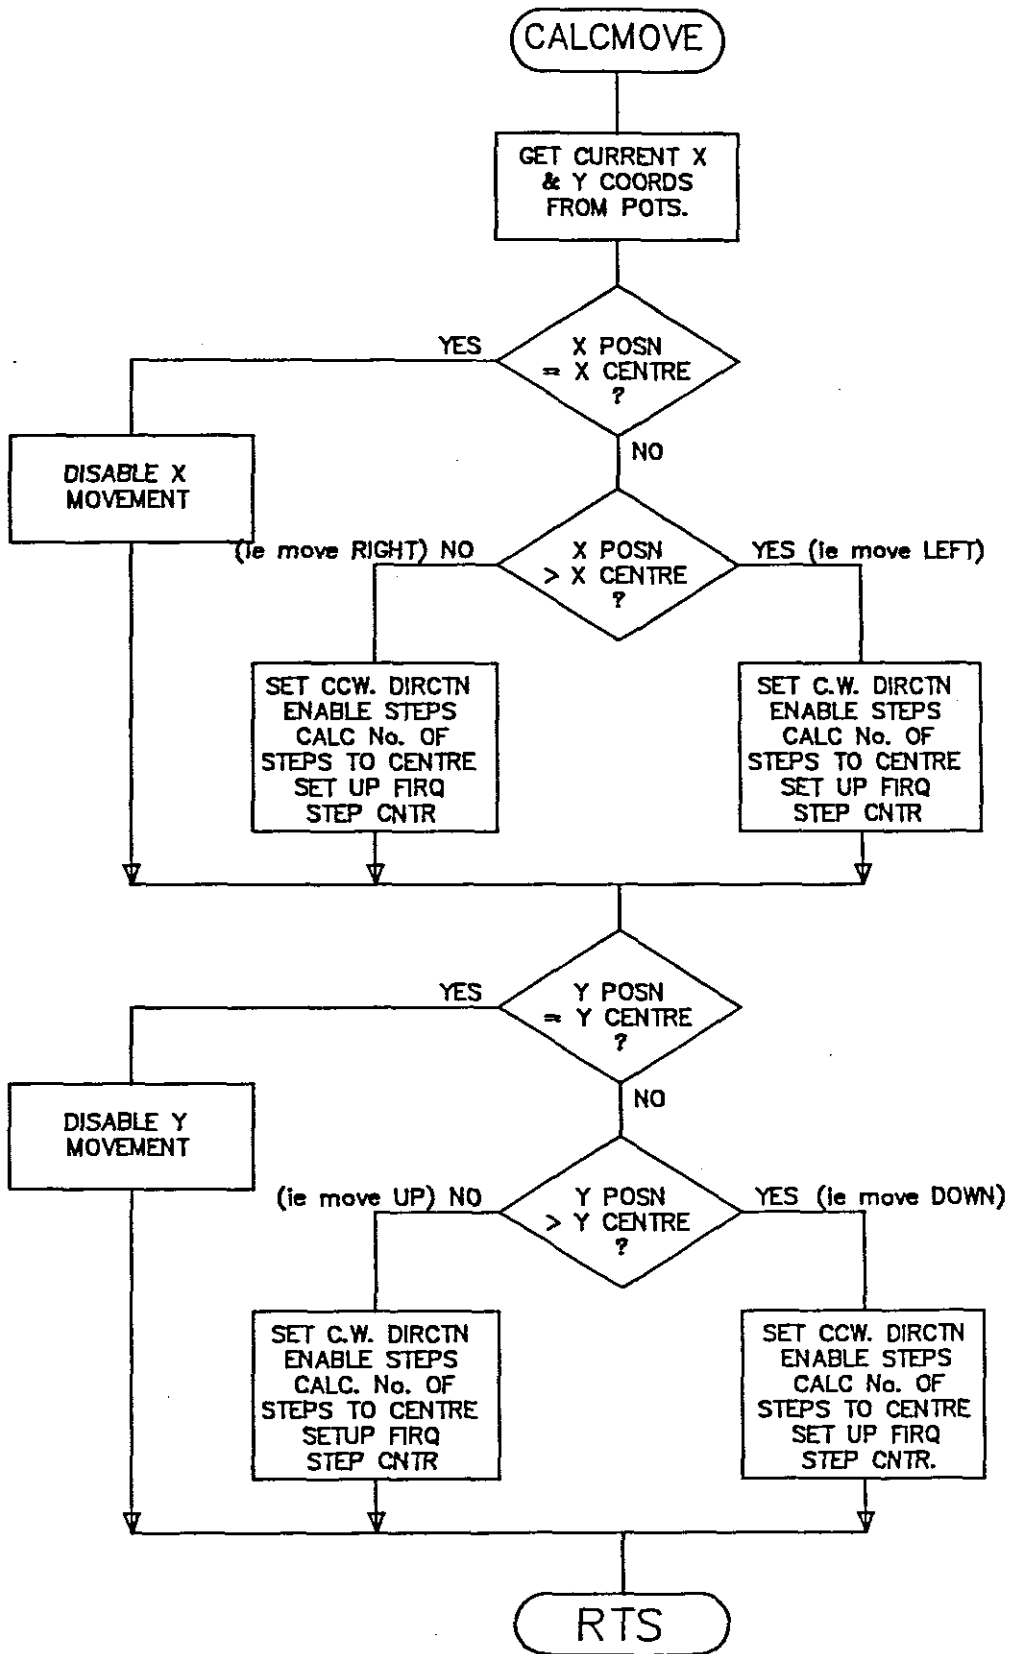 CALCMOVE
GET CURRENT X
& Y COORDS
FROM POTS.
YES
X POSN
= X CENTRE
?
NO
DISABLE X
MOVEMENT
(ie move RIGHT) NO
X POSN
> X CENTRE
?
YES (ie move LEFT)
SET CCW. DIRCTN
ENABLE STEPS
CALC No. OF
STEPS TO CENTRE
SET UP FIRQ
STEP CNTR
SET C.W. DIRCTN
ENABLE STEPS
CALC No. OF
STEPS TO CENTRE
SET UP FIRQ
STEP CNTR
YES
Y POSN
= Y CENTRE
?
NO
DISABLE Y
MOVEMENT
(ie move UP) NO
Y POSN
> Y CENTRE
?
YES (ie move DOWN)
SET C.W. DIRCTN
ENABLE STEPS
CALC. No. OF
STEPS TO CENTRE
SETUP FIRQ
STEP CNTR
SET CCW. DIRCTN
ENABLE STEPS
CALC No. OF
STEPS TO CENTRE
SET UP FIRQ
STEP CNTR.
RTS